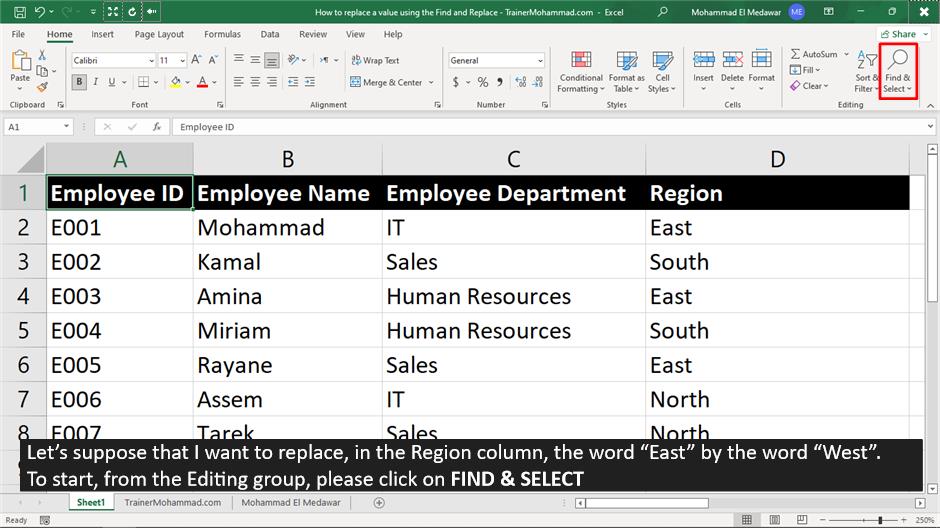 How to replace a value using the Find and Replace - TrainerMohammad.com - Excel
Mohammad El Medawar
ME
File Home Insert Page Layout Formulas Data Review View Help
Share
Paste
Clipboard
Calibri 11 A A
B I U A
Font
Wrap Text
Merge & Center
Alignment
General
$ % ,
Number
Conditional Formatting
Format as Table
Cell Styles
Styles
Insert Delete Format
Cells
AutoSum
Fill
Clear
Sort & Filter
Find & Select
Editing
A1 fx Employee ID
A B C D
1 Employee ID Employee Name Employee Department Region
2 E001 Mohammad IT East
3 E002 Kamal Sales South
4 E003 Amina Human Resources East
5 E004 Miriam Human Resources South
6 E005 Rayane Sales East
7 E006 Assem IT North
8 E007 Tarek Sales North
Let’s suppose that I want to replace, in the Region column, the word “East” by the word “West”.
To start, from the Editing group, please click on FIND & SELECT
Sheet1 TrainerMohammad.com Mohammad El Medawar
Ready 250%